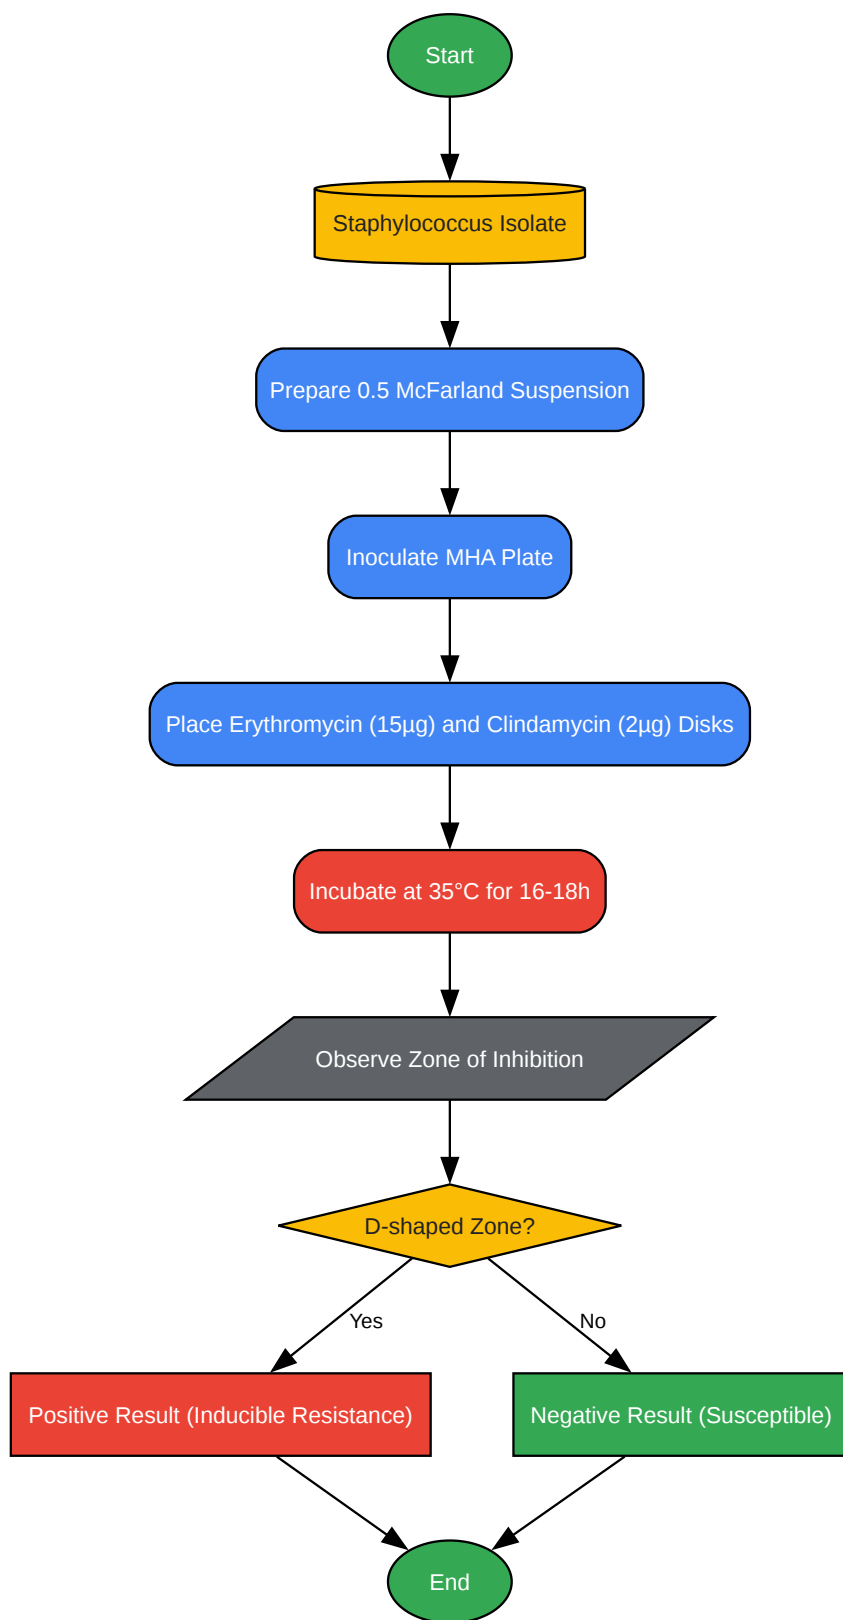 Start
Staphylococcus Isolate
Prepare 0.5 McFarland Suspension
Inoculate MHA Plate
Place Erythromycin (15µg) and Clindamycin (2µg) Disks
Incubate at 35°C for 16-18h
Observe Zone of Inhibition
D-shaped Zone?
Yes
No
Positive Result (Inducible Resistance)
Negative Result (Susceptible)
End